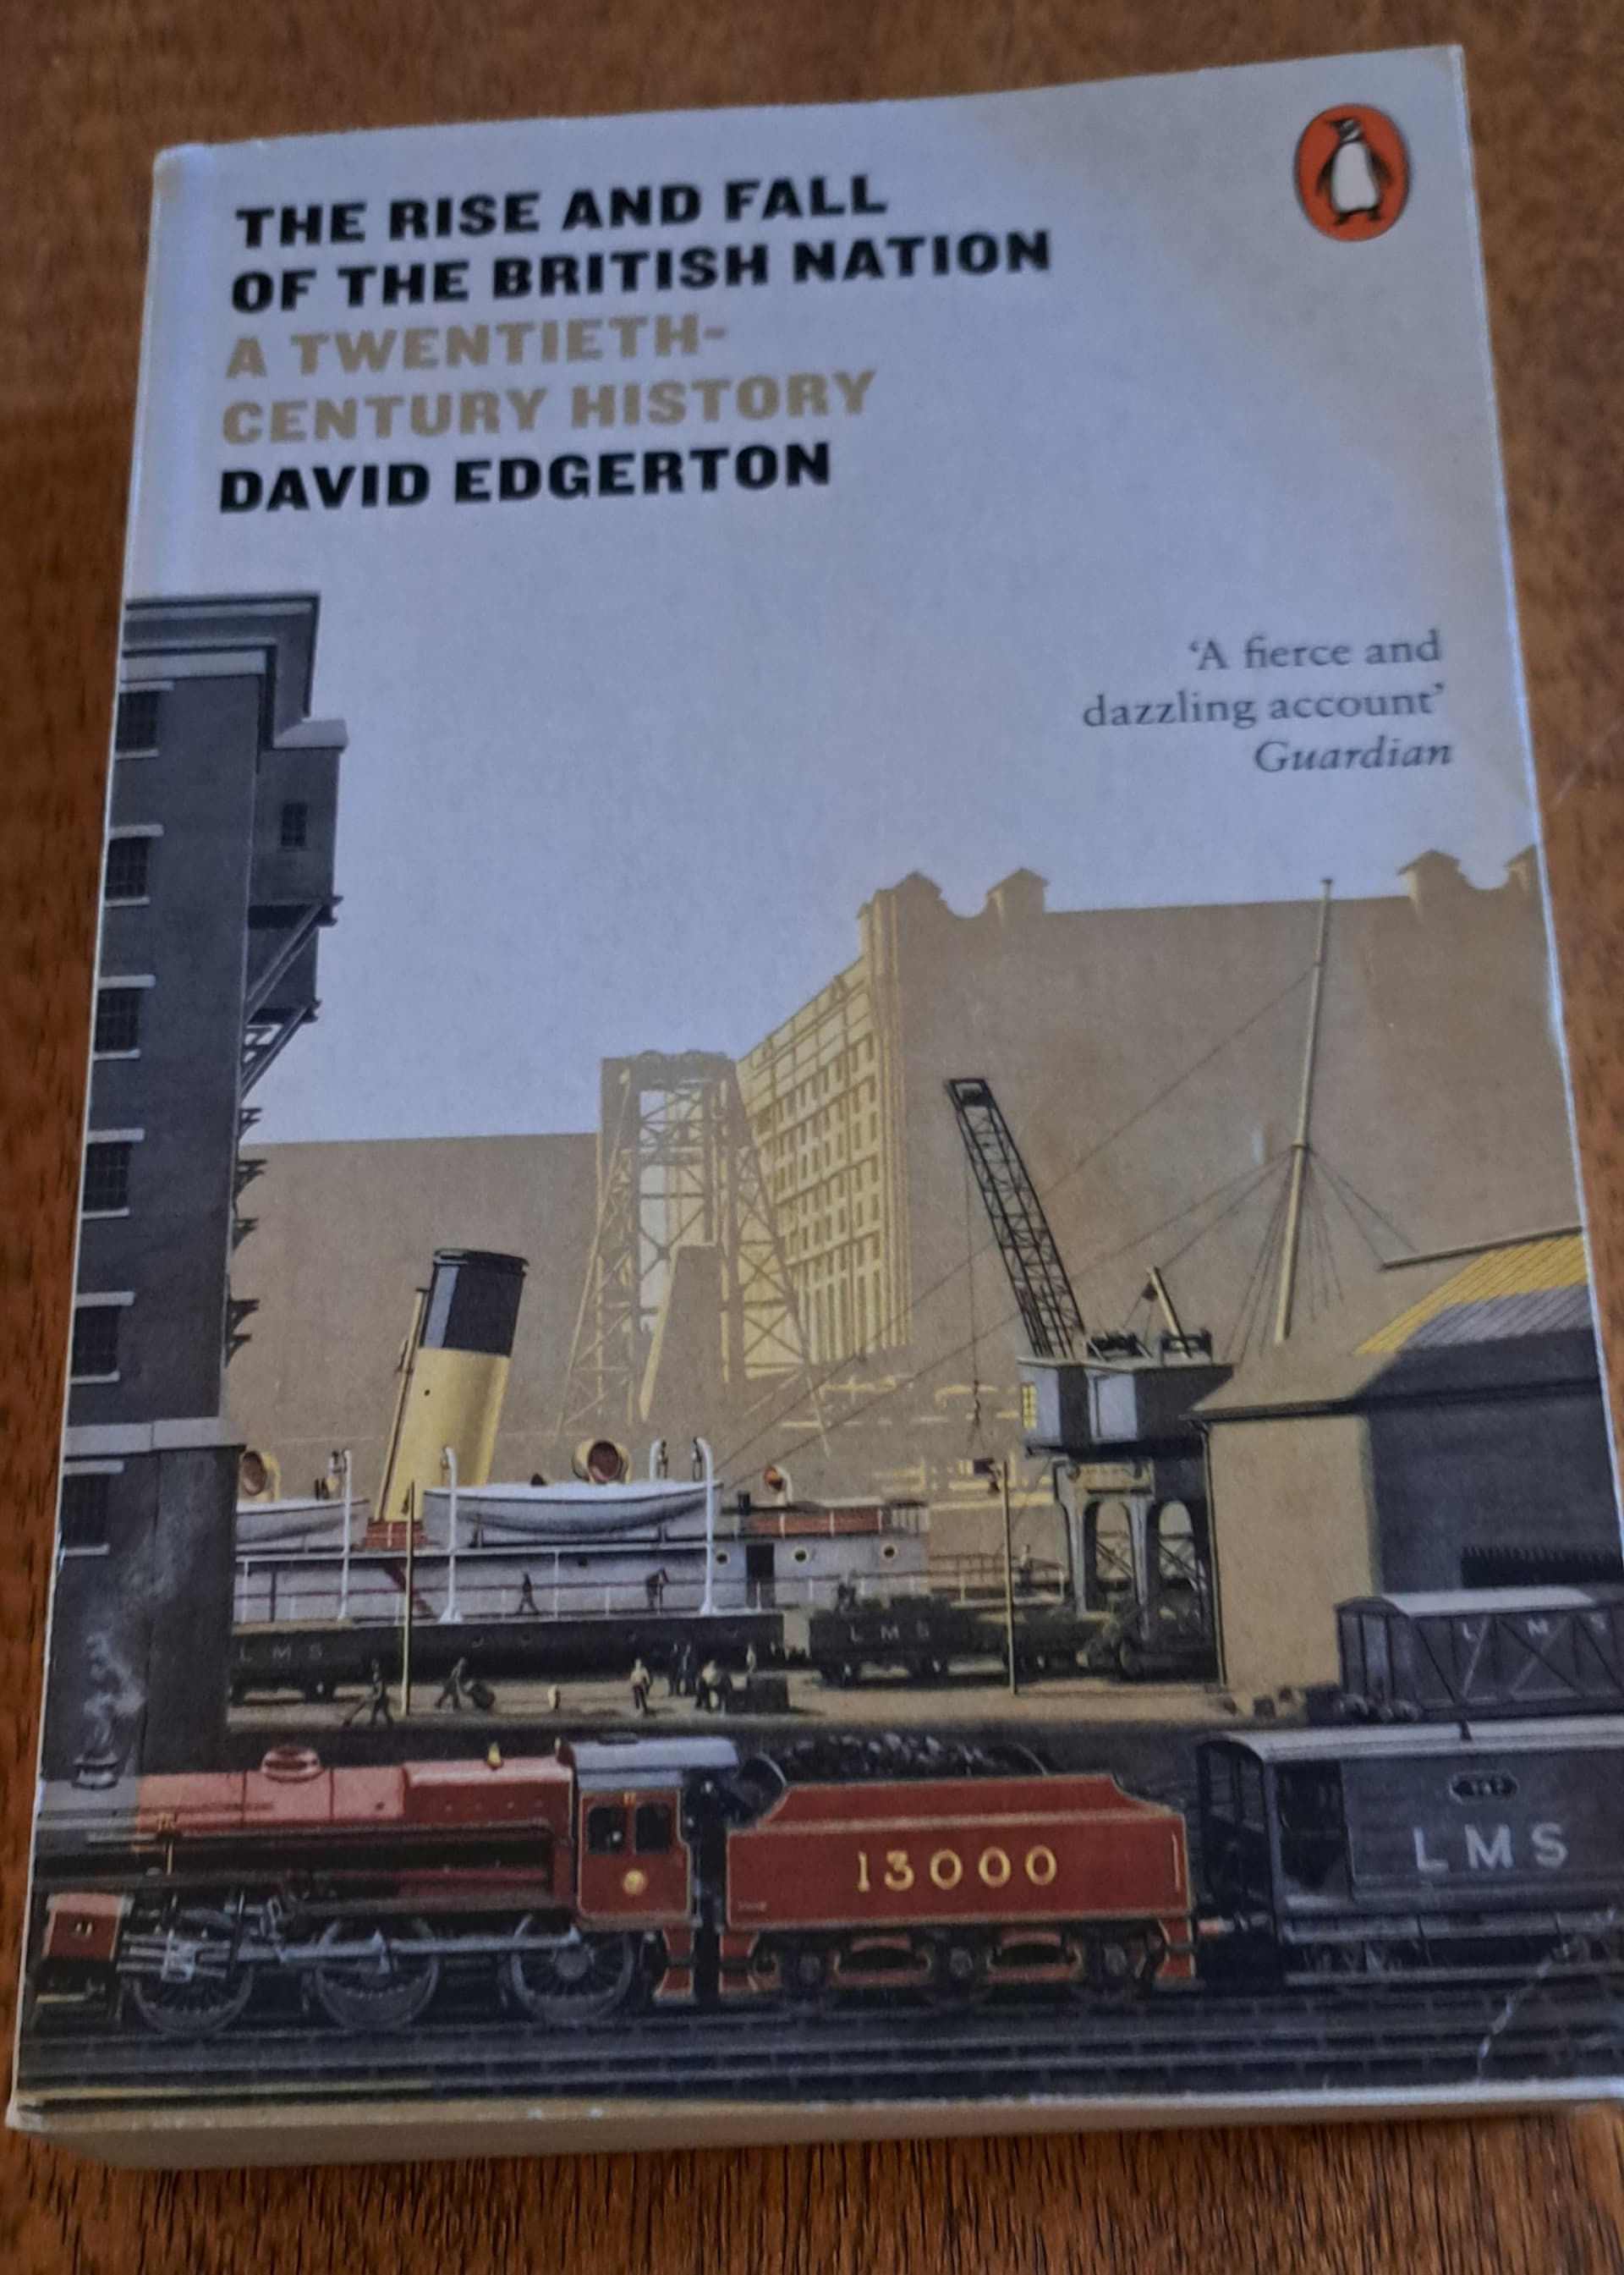 THE RISE AND FALL
OF THE BRITISH NATION
A TWENTIETH-
CENTURY HISTORY
DAVID EDGERTON
‘A fierce and
dazzling account’
Guardian
LMS
LMS
L M S
13000
LMS